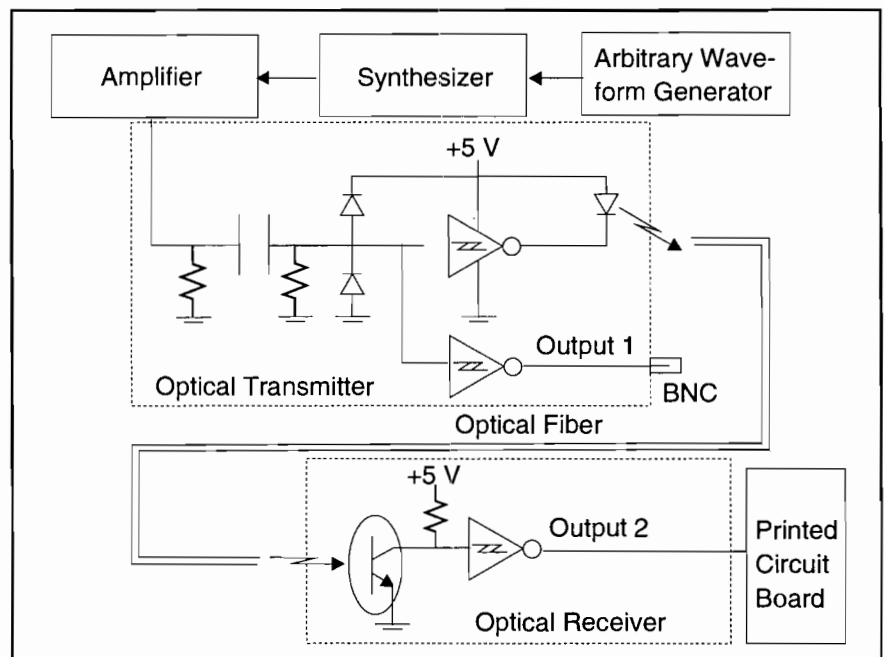 Amplifier
Synthesizer
Arbitrary Wave-
form Generator
+5 V
Output 1
BNC
Optical Transmitter
Optical Fiber
+5 V
Output 2
Printed
Circuit
Board
Optical Receiver